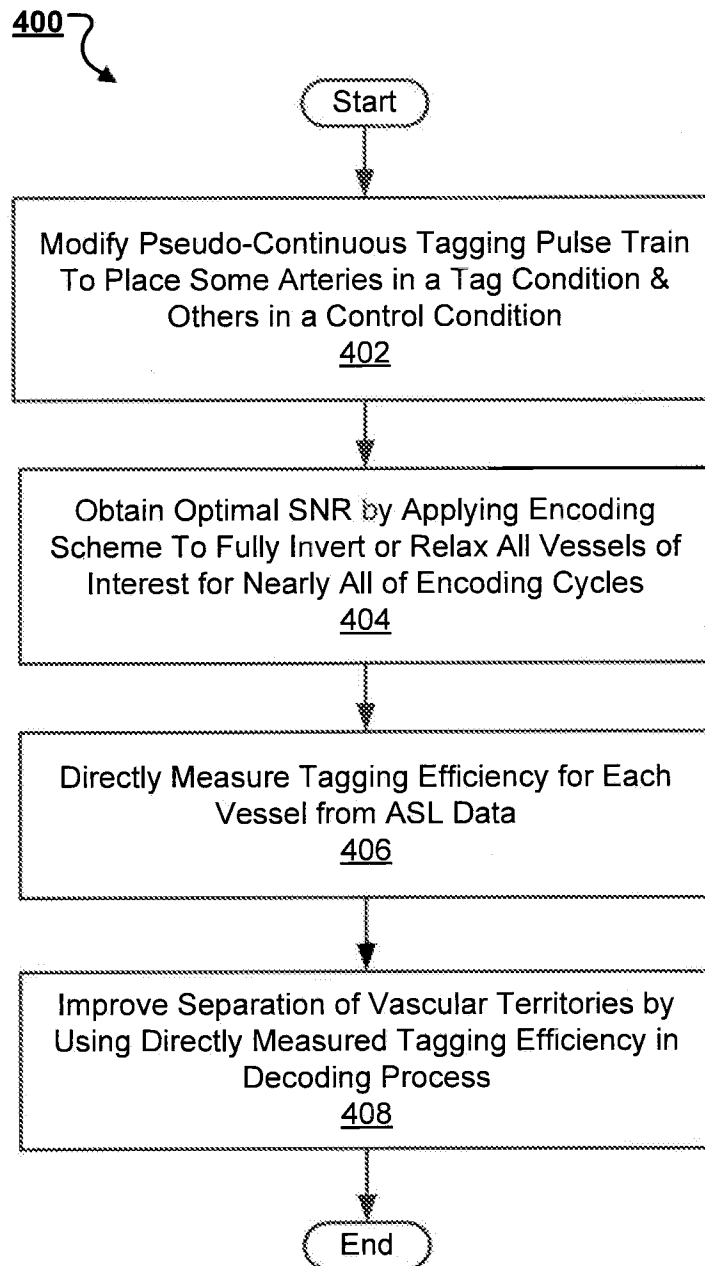 400
Start
Modify Pseudo-Continuous Tagging Pulse Train
To Place Some Arteries in a Tag Condition &
Others in a Control Condition
402
Obtain Optimal SNR by Applying Encoding
Scheme To Fully Invert or Relax All Vessels of
Interest for Nearly All of Encoding Cycles
404
Directly Measure Tagging Efficiency for Each
Vessel from ASL Data
406
Improve Separation of Vascular Territories by
Using Directly Measured Tagging Efficiency in
Decoding Process
408
End